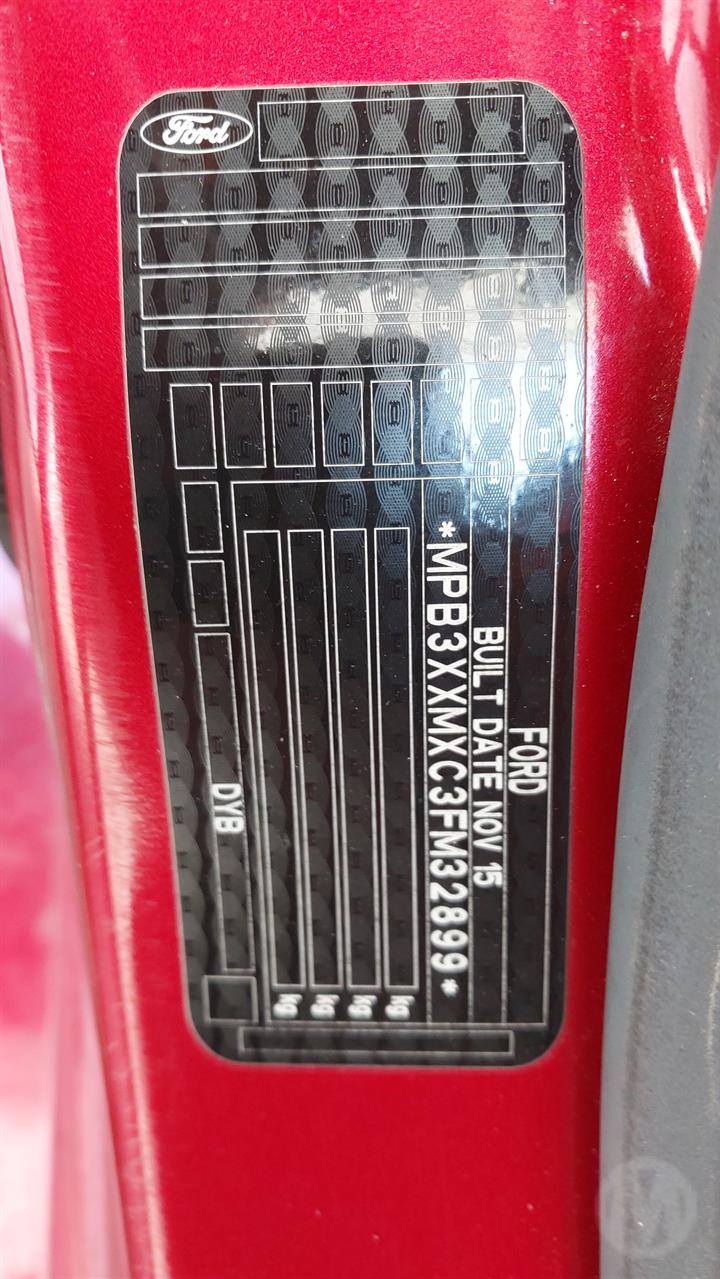 Ford
FORD
BUILT DATE NOV 15
*MPB3XXMXC3FM32899*
kg
kg
kg
kg
DYB